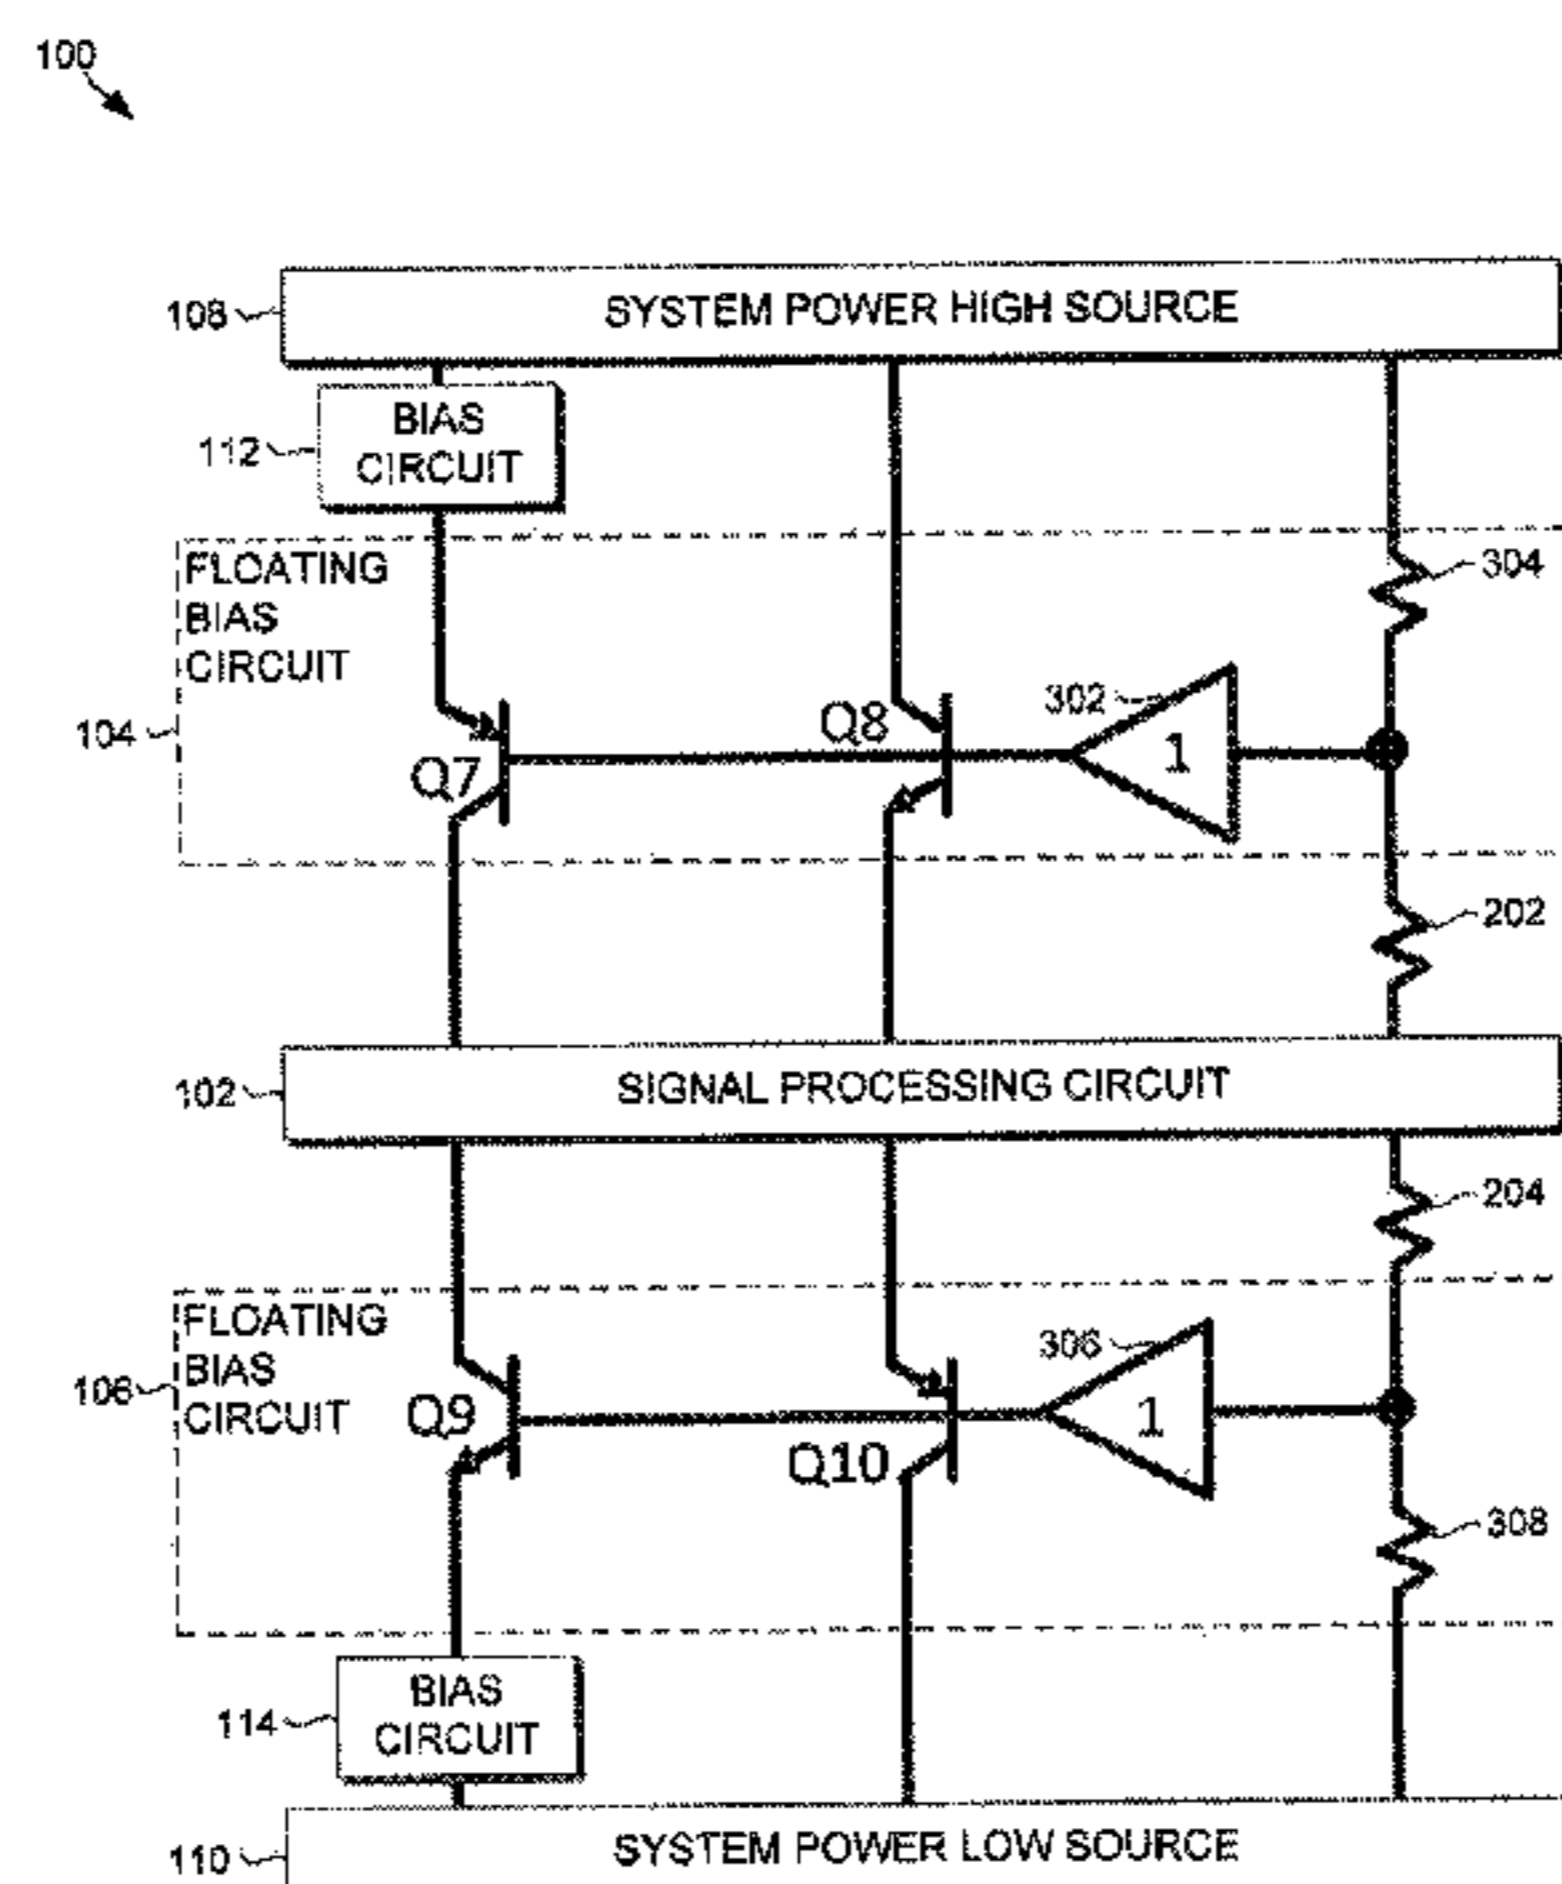 100
SYSTEM POWER HIGH SOURCE
108
BIAS
CIRCUIT
112
FLOATING
BIAS
CIRCUIT
304
302
Q8
104
Q7
1
202
SIGNAL PROCESSING CIRCUIT
102
204
FLOATING
BIAS
CIRCUIT
306
106
Q9
1
Q10
308
BIAS
CIRCUIT
114
SYSTEM POWER LOW SOURCE
110